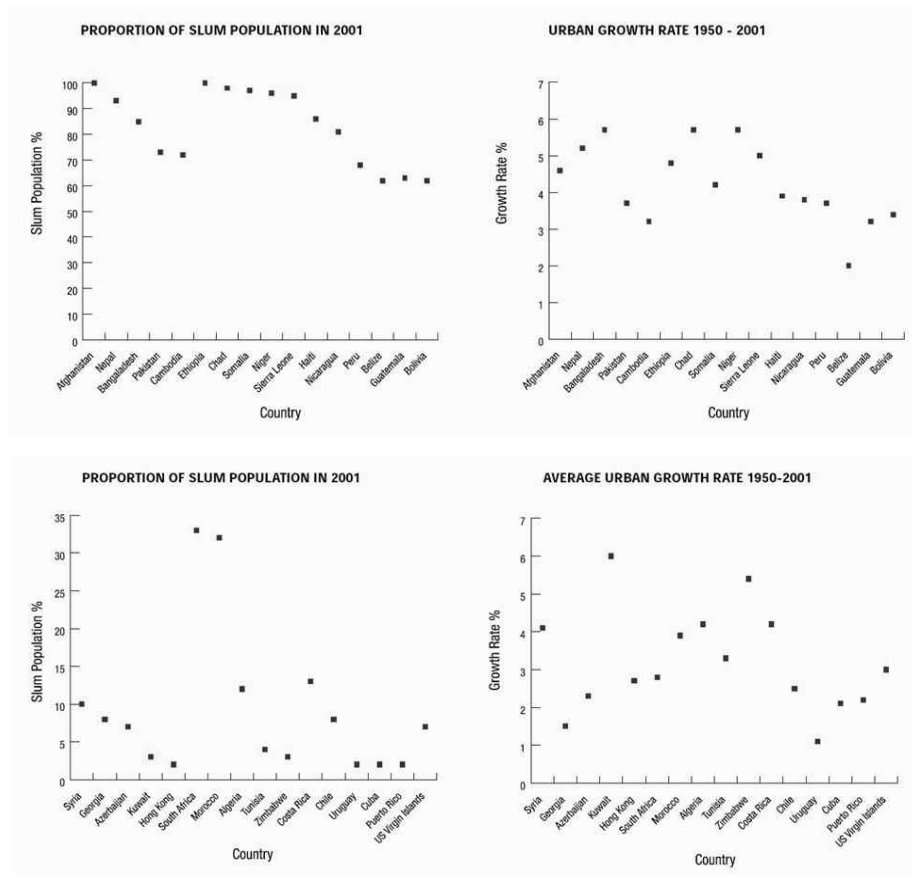 PROPORTION OF SLUM POPULATION IN 2001
100
90
80
70
60
50
40
30
20
10
0
Slum Population %
Afghanistan
Nepal
Bangladesh
Pakistan
Cambodia
Ethiopia
Chad
Somalia
Niger
Sierra Leone
Haiti
Nicaragua
Peru
Belize
Guatemala
Bolivia
Country
URBAN GROWTH RATE 1950 - 2001
7
6
5
4
3
2
1
0
Growth Rate %
Afghanistan
Nepal
Bangladesh
Pakistan
Cambodia
Ethiopia
Chad
Somalia
Niger
Sierra Leone
Haiti
Nicaragua
Peru
Belize
Guatemala
Bolivia
Country
PROPORTION OF SLUM POPULATION IN 2001
35
30
25
20
15
10
5
0
Slum Population %
Syria
Georgia
Azerbaijan
Kuwait
Hong Kong
South Africa
Morocco
Algeria
Tunisia
Zimbabwe
Costa Rica
Chile
Uruguay
Cuba
Puerto Rico
US Virgin Islands
Country
AVERAGE URBAN GROWTH RATE 1950-2001
7
6
5
4
3
2
1
0
Growth Rate %
Syria
Georgia
Azerbaijan
Kuwait
Hong Kong
South Africa
Morocco
Algeria
Tunisia
Zimbabwe
Costa Rica
Chile
Uruguay
Cuba
Puerto Rico
US Virgin Islands
Country